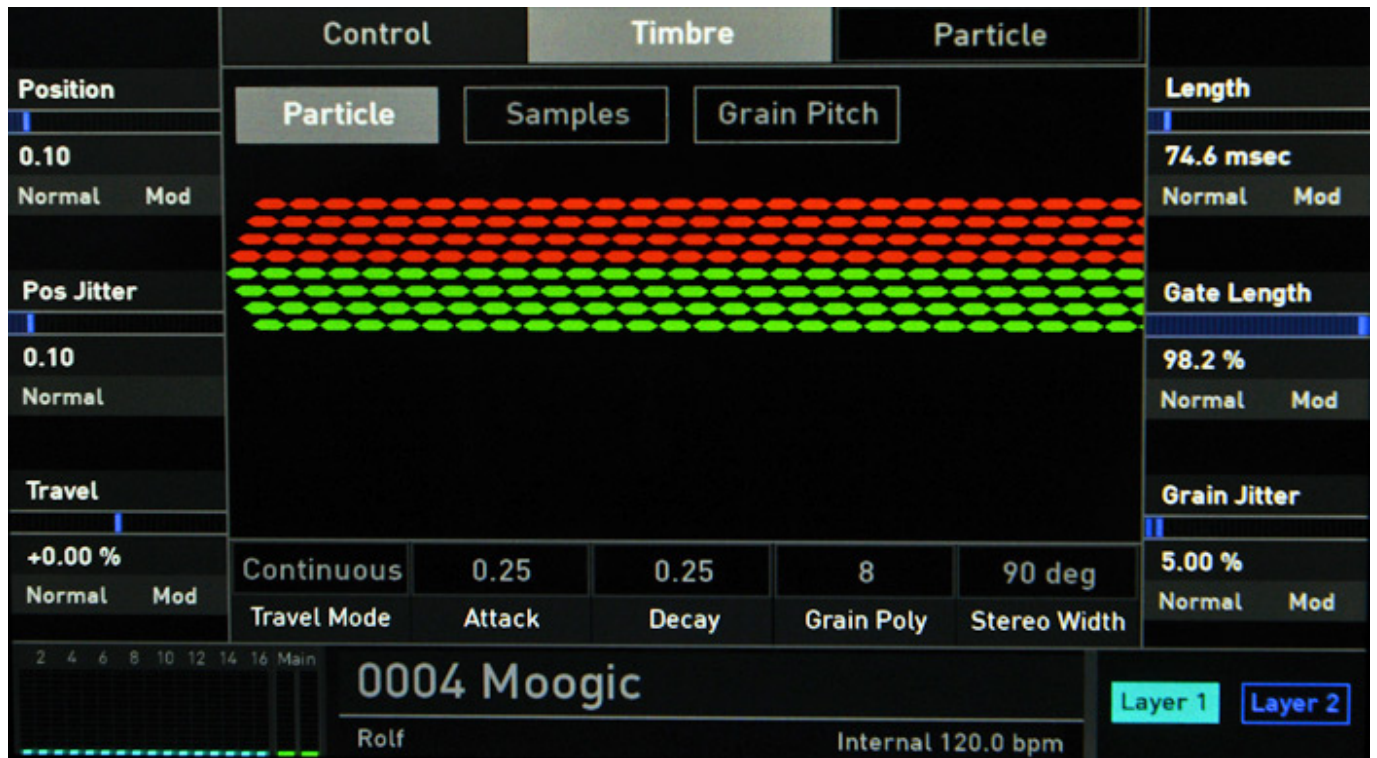 Control Timbre Particle
Position
0.10
Normal Mod
Pos Jitter
0.10
Normal
Travel
+0.00 %
Normal Mod
Particle Samples Grain Pitch
Length
74.6 msec
Normal Mod
Gate Length
98.2 %
Normal Mod
Grain Jitter
5.00 %
Normal Mod
Continuous 0.25 0.25 8 90 deg
Travel Mode Attack Decay Grain Poly Stereo Width
2 4 6 8 10 12 14 16 Main
0004 Moogic
Rolf Internal 120.0 bpm
Layer 1 Layer 2